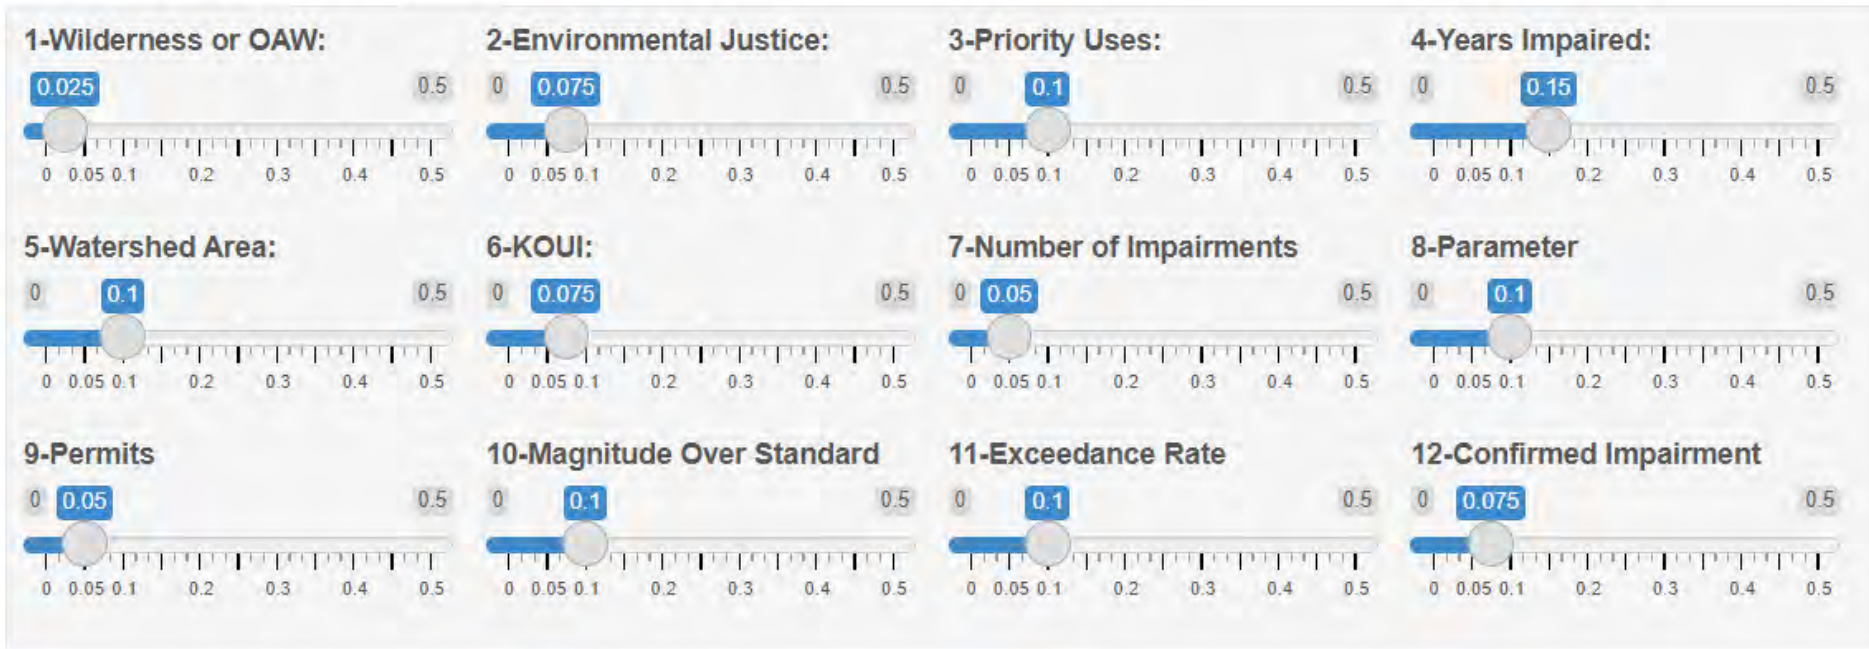 1-Wilderness or OAW: 2-Environmental Justice: 3-Priority Uses: 4-Years Impaired:
0.025 0.5 0 0.075 0.5 0 0.1 0.5 0 0.15 0.5
0 0.05 0.1 0.2 0.3 0.4 0.5 0 0.05 0.1 0.2 0.3 0.4 0.5 0 0.05 0.1 0.2 0.3 0.4 0.5 0 0.05 0.1 0.2 0.3 0.4 0.5
5-Watershed Area: 6-KOUI: 7-Number of Impairments 8-Parameter
0 0.1 0.5 0 0.075 0.5 0 0.05 0.5 0 0.1 0.5
0 0.05 0.1 0.2 0.3 0.4 0.5 0 0.05 0.1 0.2 0.3 0.4 0.5 0 0.05 0.1 0.2 0.3 0.4 0.5 0 0.05 0.1 0.2 0.3 0.4 0.5
9-Permits 10-Magnitude Over Standard 11-Exceedance Rate 12-Confirmed Impairment
0 0.05 0.5 0 0.1 0.5 0 0.1 0.5 0 0.075 0.5
0 0.05 0.1 0.2 0.3 0.4 0.5 0 0.05 0.1 0.2 0.3 0.4 0.5 0 0.05 0.1 0.2 0.3 0.4 0.5 0 0.05 0.1 0.2 0.3 0.4 0.5